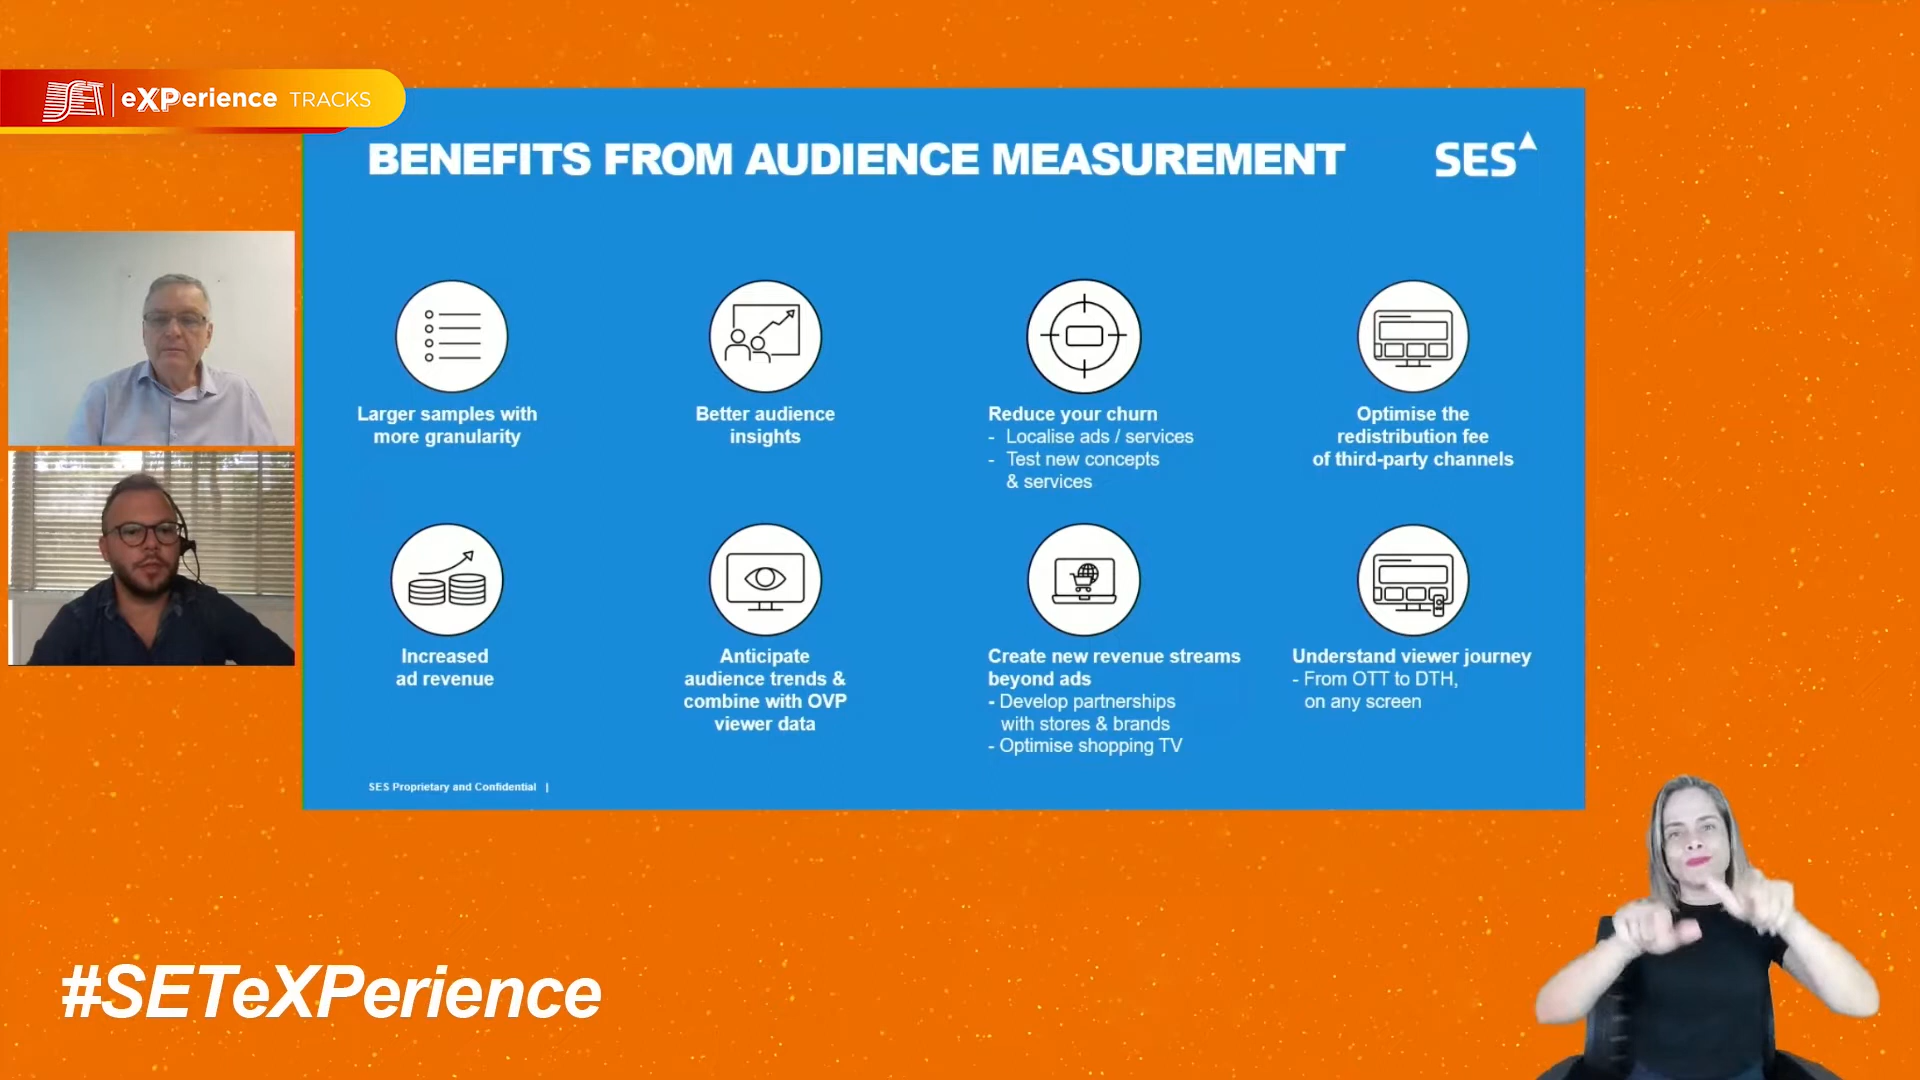 SET eXPerience TRACKS
BENEFITS FROM AUDIENCE MEASUREMENT
SES
Larger samples with
more granularity
Better audience
insights
Reduce your churn
- Localise ads / services
- Test new concepts
& services
Optimise the
redistribution fee
of third-party channels
Increased
ad revenue
Anticipate
audience trends &
combine with OVP
viewer data
Create new revenue streams
beyond ads
- Develop partnerships
with stores & brands
- Optimise shopping TV
Understand viewer journey
- From OTT to DTH,
on any screen
SES Proprietary and Confidential |
#SETeXPerience